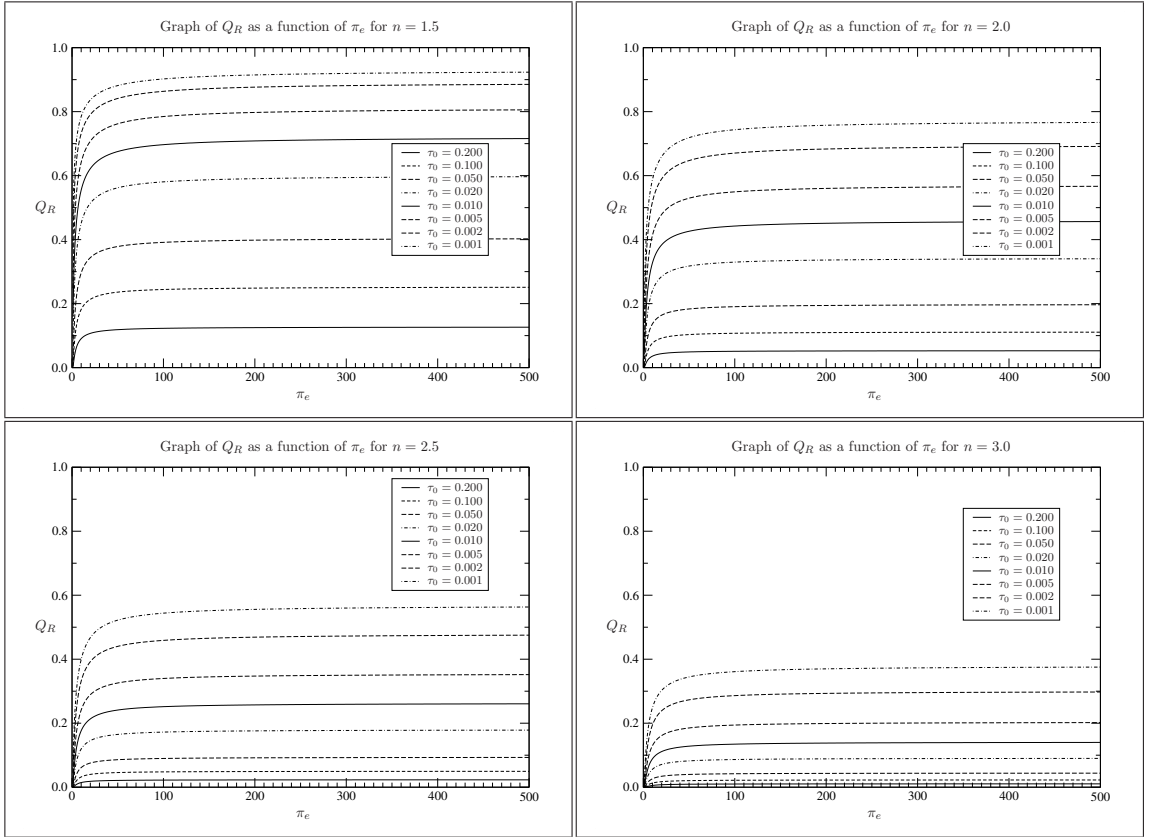 Graph of Q_R as a function of π_e for n = 1.5
1.0
0.8
0.6
Q_R
0.4
0.2
0.0
τ_0 = 0.200
τ_0 = 0.100
τ_0 = 0.050
τ_0 = 0.020
τ_0 = 0.010
τ_0 = 0.005
τ_0 = 0.002
τ_0 = 0.001
0 100 200 300 400 500
π_e
Graph of Q_R as a function of π_e for n = 2.0
1.0
0.8
0.6
Q_R
0.4
0.2
0.0
τ_0 = 0.200
τ_0 = 0.100
τ_0 = 0.050
τ_0 = 0.020
τ_0 = 0.010
τ_0 = 0.005
τ_0 = 0.002
τ_0 = 0.001
0 100 200 300 400 500
π_e
Graph of Q_R as a function of π_e for n = 2.5
1.0
0.8
0.6
Q_R
0.4
0.2
0.0
τ_0 = 0.200
τ_0 = 0.100
τ_0 = 0.050
τ_0 = 0.020
τ_0 = 0.010
τ_0 = 0.005
τ_0 = 0.002
τ_0 = 0.001
0 100 200 300 400 500
π_e
Graph of Q_R as a function of π_e for n = 3.0
1.0
0.8
0.6
Q_R
0.4
0.2
0.0
τ_0 = 0.200
τ_0 = 0.100
τ_0 = 0.050
τ_0 = 0.020
τ_0 = 0.010
τ_0 = 0.005
τ_0 = 0.002
τ_0 = 0.001
0 100 200 300 400 500
π_e